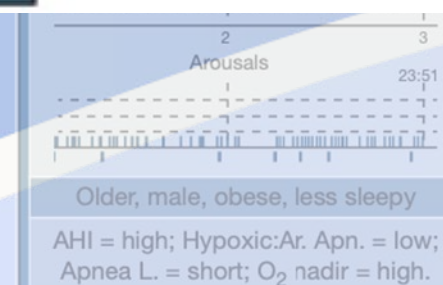 2 3
Arousals
23:51
Older, male, obese, less sleepy
AHI = high; Hypoxic:Ar. Apn. = low;
Apnea L. = short; O₂ nadir = high.